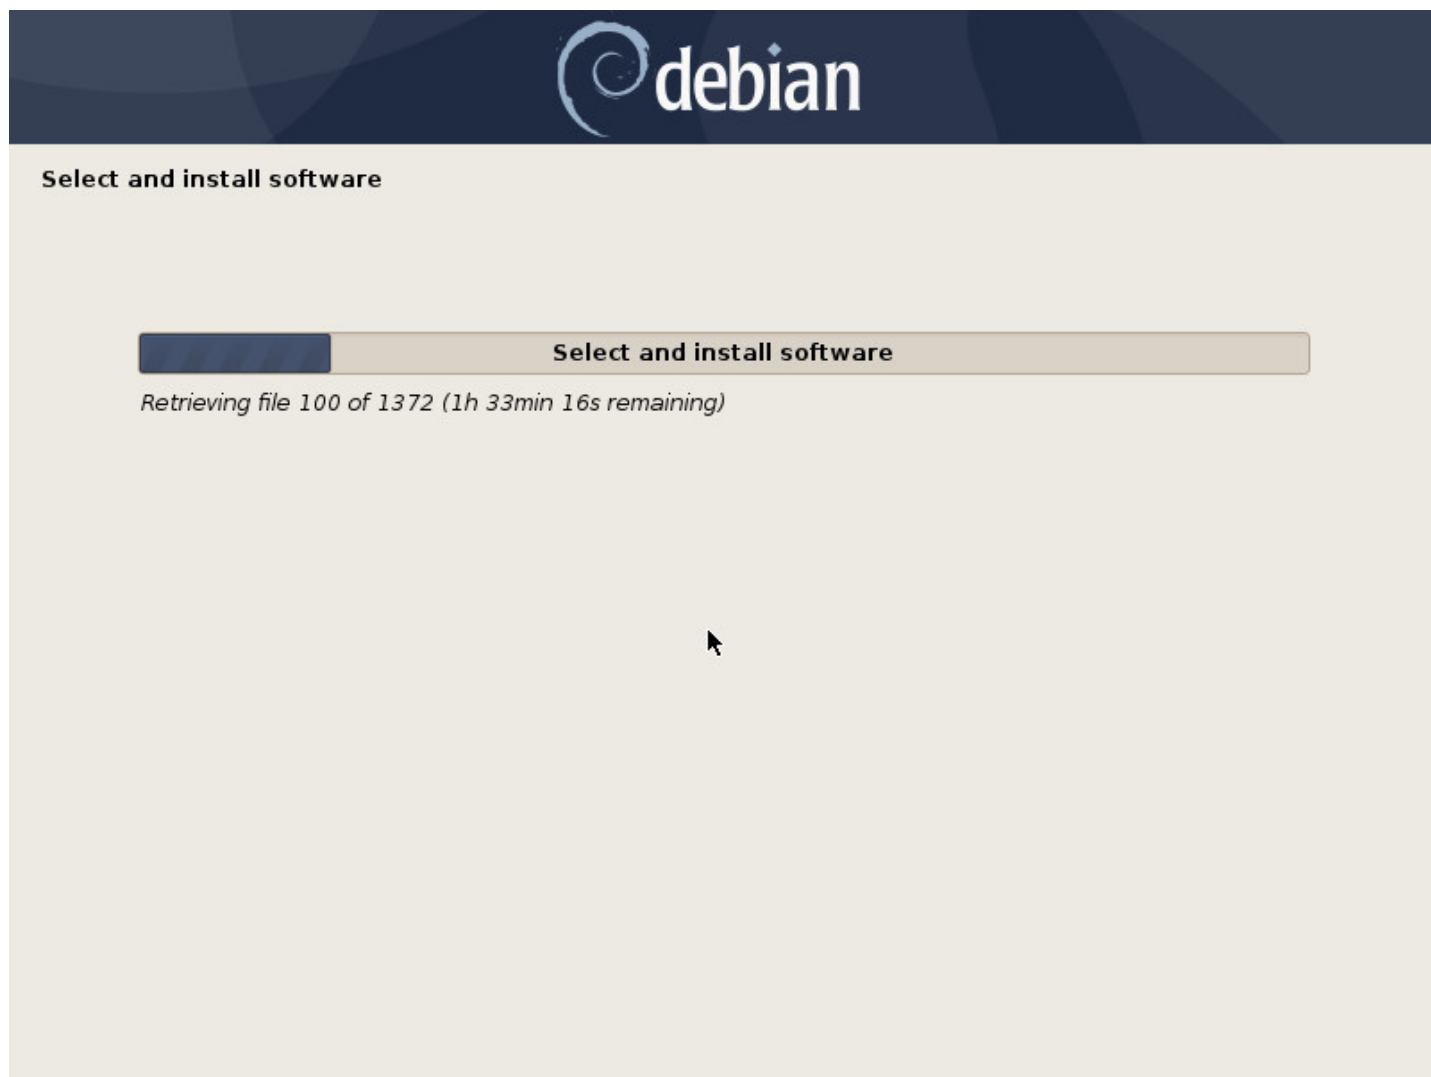 debian
Select and install software
Select and install software
Retrieving file 100 of 1372 (1h 33min 16s remaining)